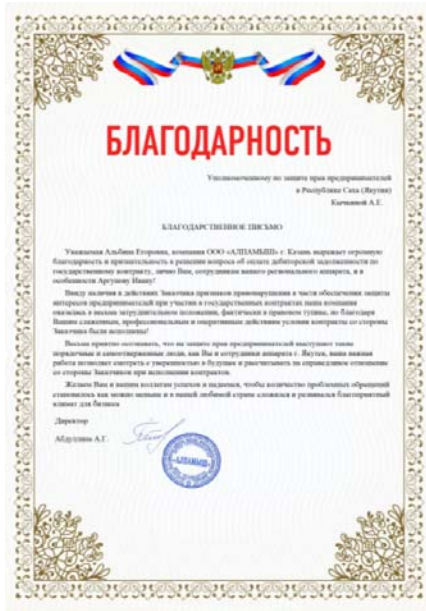 БЛАГОДАРНОСТЬ
Уполномоченному по защите прав предпринимателей
в Республике Саха (Якутия)
Кычкиной А.Е.
БЛАГОДАРСТВЕННОЕ ПИСЬМО
Уважаемая Альбина Егоровна, компания ООО «АЛПАМЫШ» г. Казань выражает огромную
благодарность и признательность в решении вопроса об оплате дебиторской задолженности по
государственному контракту, лично Вам, сотрудникам вашего регионального аппарата, и в
особенности Аргунову Ивану!
Ввиду наличия в действиях Заказчика признаков правонарушения в части обеспечения защиты
интересов предпринимателей при участии в государственных контрактах наша компания
оказалась в весьма затруднительном положении, фактически в правовом тупике, но благодаря
Вашим слаженным, профессиональным и оперативным действиям условия контракты со стороны
Заказчика были исполнены!
Весьма приятно осознавать, что на защите прав предпринимателей выступают такие
порядочные и самоотверженные люди, как Вы и сотрудники аппарата г. Якутск, ваша важная
работа позволяет смотреть с уверенностью в будущее и рассчитывать на справедливое отношение
со стороны Заказчиков при исполнении контрактов.
Желаем Вам и вашим коллегам успехов и надеемся, чтобы количество проблемных обращений
становилось как можно меньше и в нашей любимой стране сложился и развивался благоприятный
климат для бизнеса
Директор
Абдуллин А.Г.
«АЛПАМЫШ»